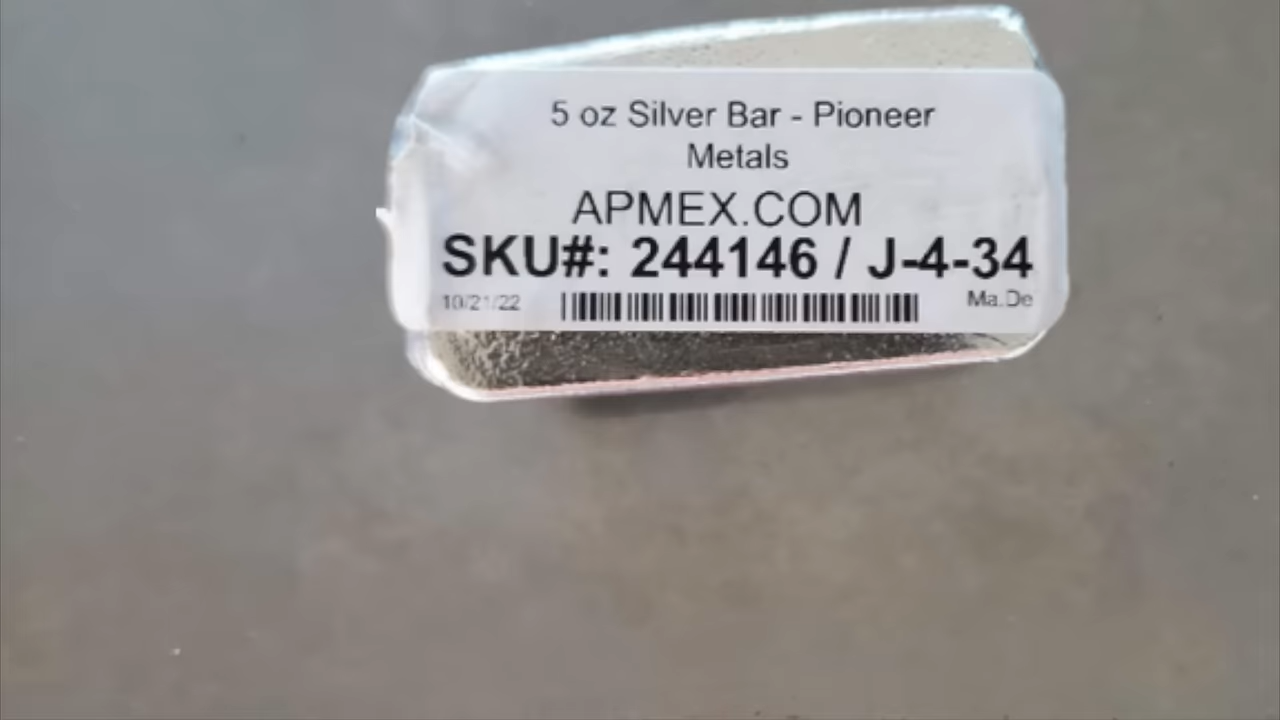 5 oz Silver Bar - Pioneer
Metals
APMEX.COM
SKU#: 244146 / J-4-34
10/21/22 Ma.De